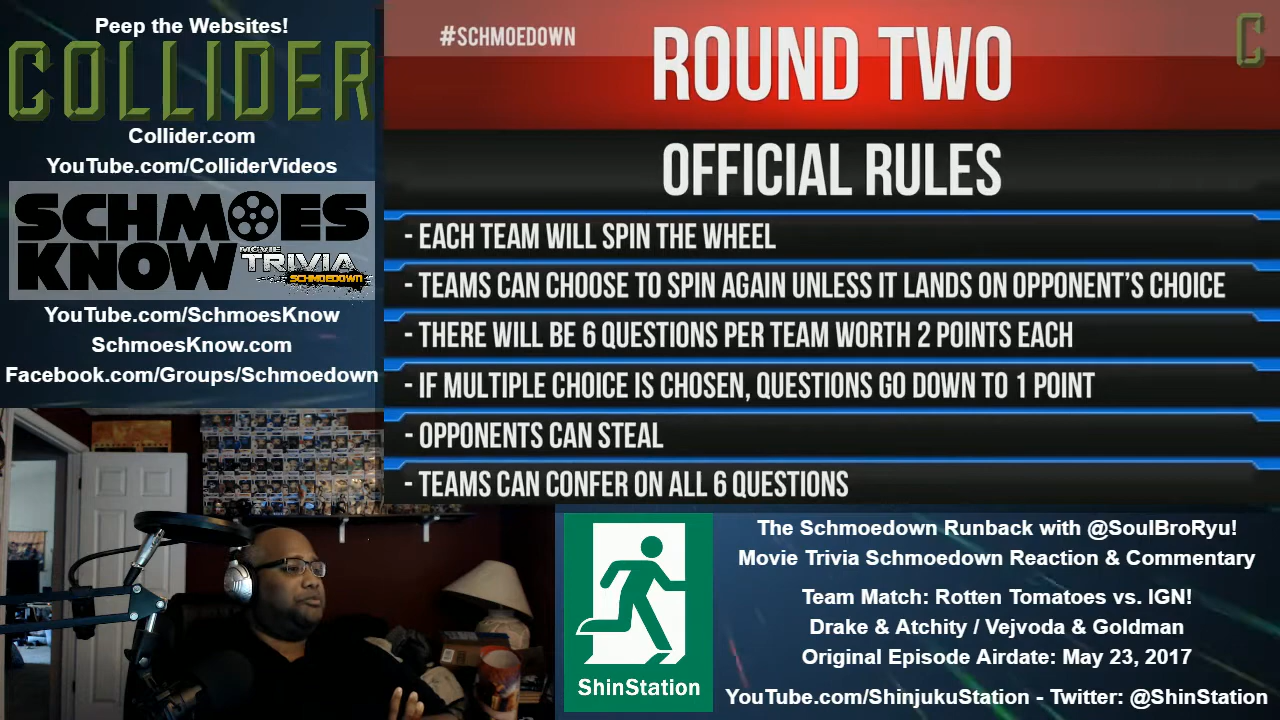 Peep the Websites!
COLLIDER
Collider.com
YouTube.com/ColliderVideos
SCHMOES
KNOW
MOVIE
TRIVIA
SCHMOEDOWN
YouTube.com/SchmoesKnow
SchmoesKnow.com
Facebook.com/Groups/Schmoedown
#SCHMOEDOWN
C
ROUND TWO
OFFICIAL RULES
- EACH TEAM WILL SPIN THE WHEEL
- TEAMS CAN CHOOSE TO SPIN AGAIN UNLESS IT LANDS ON OPPONENT’S CHOICE
- THERE WILL BE 6 QUESTIONS PER TEAM WORTH 2 POINTS EACH
- IF MULTIPLE CHOICE IS CHOSEN, QUESTIONS GO DOWN TO 1 POINT
- OPPONENTS CAN STEAL
- TEAMS CAN CONFER ON ALL 6 QUESTIONS
ShinStation
The Schmoedown Runback with @SoulBroRyu!
Movie Trivia Schmoedown Reaction & Commentary
Team Match: Rotten Tomatoes vs. IGN!
Drake & Atchity / Vejvoda & Goldman
Original Episode Airdate: May 23, 2017
YouTube.com/ShinjukuStation - Twitter: @ShinStation